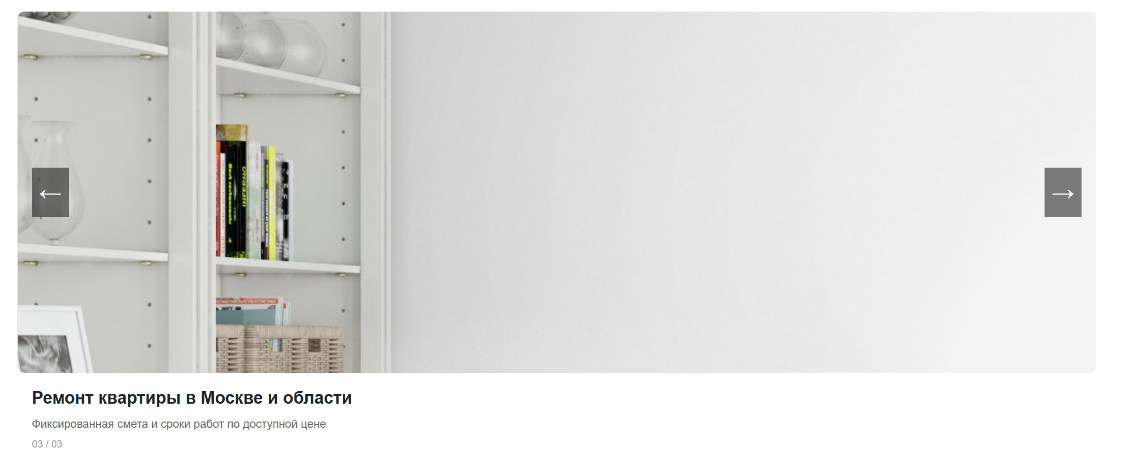 ←
→
Ремонт квартиры в Москве и области
Фиксированная смета и сроки работ по доступной цене
03 / 03